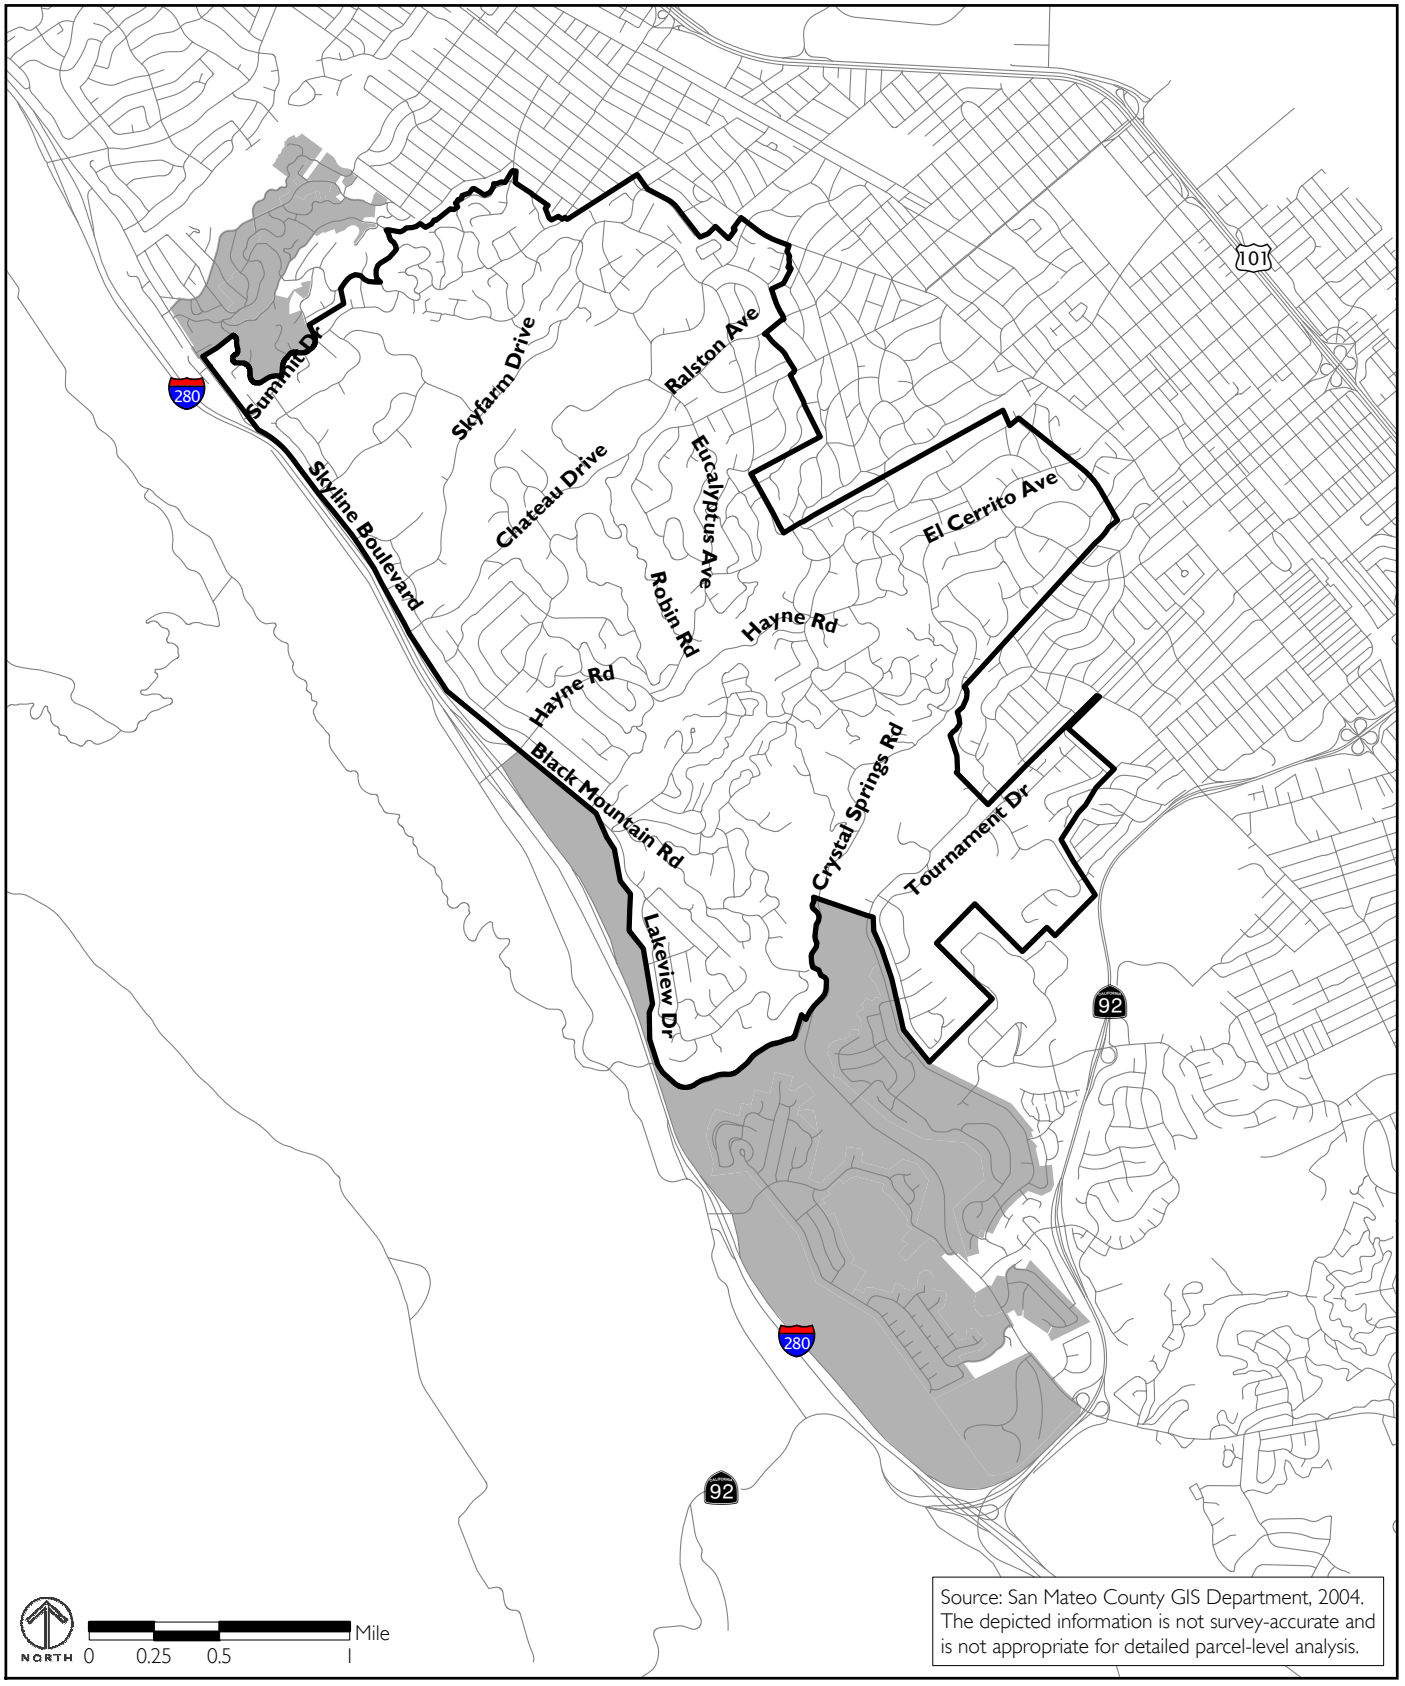 101
Ralston Ave
Skyfarm Drive
Summit Dr
280
Eucalyptus Ave
Chateau Drive
El Cerrito Ave
Skyline Boulevard
Robin Rd
Hayne Rd
Hayne Rd
Crystal Springs Rd
Black Mountain Rd
Tournament Dr
Lakeview Dr
CALIFORNIA
92
280
CALIFORNIA
92
Source: San Mateo County GIS Department, 2004.
The depicted information is not survey-accurate and
is not appropriate for detailed parcel-level analysis.
NORTH
0 0.25 0.5 1 Mile